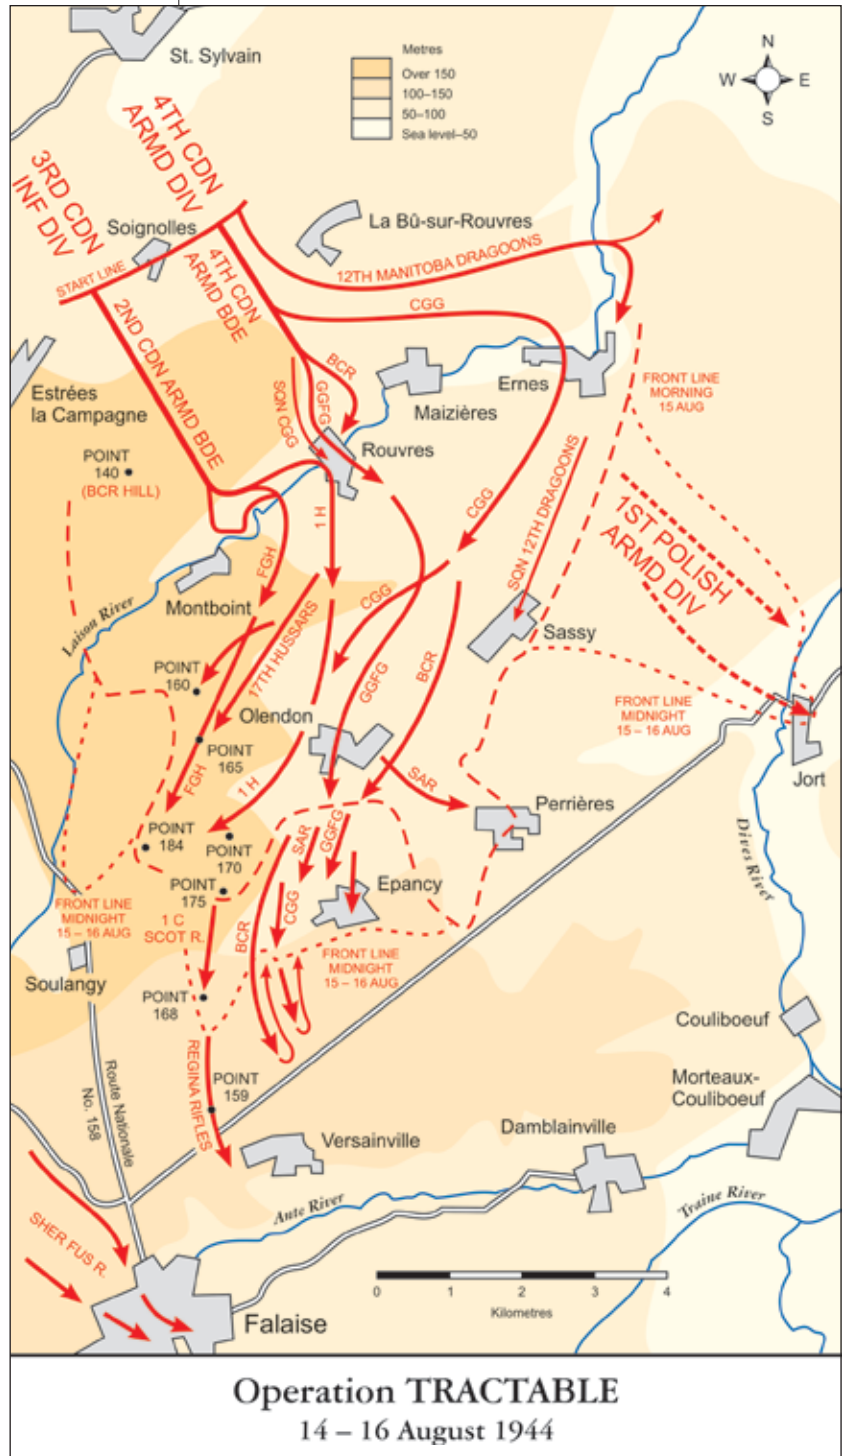 St. Sylvain
Metres
Over 150
100–150
50–100
Sea level–50
N
W
E
S
4TH CDN
ARMD DIV
3RD CDN
INF DIV
Soignolles
START LINE
La Bû-sur-Rouvres
12TH MANITOBA DRAGOONS
4TH CDN
ARMD BDE
2ND CDN ARMD BDE
CGG
BCR
GGFG
SQN CGG
Estrées
la Campagne
Maizières
Ernes
FRONT LINE
MORNING
15 AUG
Rouvres
POINT
140
(BCR HILL)
CGG
SQN 12TH DRAGOONS
1ST POLISH
ARMD DIV
1 H
FGH
Montboint
Laison River
CGG
17TH HUSSARS
Sassy
GGFG
BCR
POINT
160
Olendon
FRONT LINE
MIDNIGHT
15 – 16 AUG
POINT
165
Jort
FGH
1 H
SAR
Perrières
POINT
184
POINT
170
SAR
GGFG
Dives River
POINT
175
Epancy
CGG
BCR
FRONT LINE
MIDNIGHT
15 – 16 AUG
1 C
SCOT R.
FRONT LINE
MIDNIGHT
15 – 16 AUG
Soulangy
POINT
168
Couliboeuf
REGINA RIFLES
Route Nationale
No. 158
POINT
159
Morteaux-
Couliboeuf
Versainville
Damblainville
Ante River
Traine River
SHER FUS R.
0
1
2
3
4
Kilometres
Falaise
Operation TRACTABLE
14 – 16 August 1944